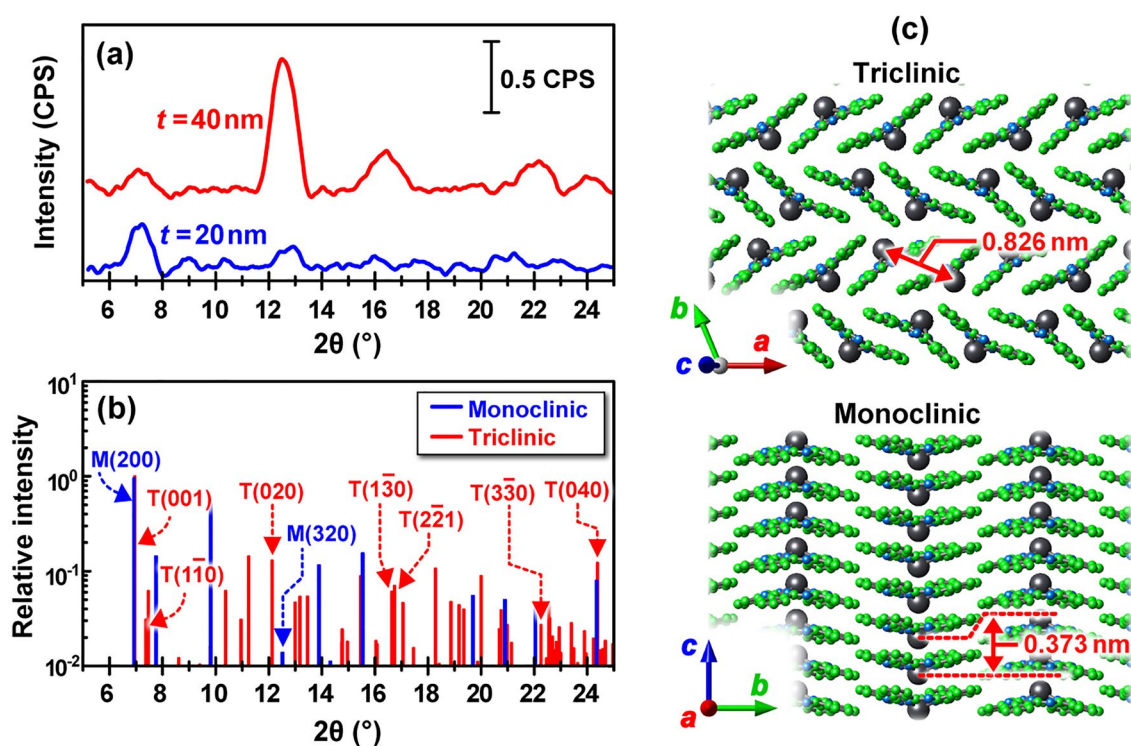 (a)
0.5 CPS
t = 40 nm
t = 20 nm
Intensity (CPS)
6 8 10 12 14 16 18 20 22 24
2θ (°)
(b)
Monoclinic
Triclinic
M(200)
T(001)
T(11̄0)
T(020)
M(320)
T(13̄0)
T(22̄1)
T(33̄0)
T(040)
Relative intensity
10¹
10⁰
10⁻¹
10⁻²
6 8 10 12 14 16 18 20 22 24
2θ (°)
(c)
Triclinic
0.826 nm
b
c
a
Monoclinic
0.373 nm
c
b
a